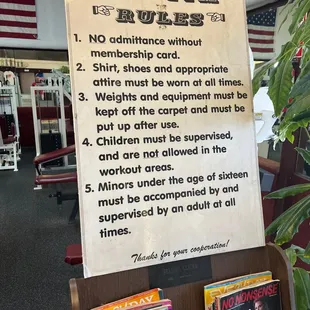 RULES
1. NO admittance without
membership card.
2. Shirt, shoes and appropriate
attire must be worn at all times.
3. Weights and equipment must be
kept off the carpet and must be
put up after use.
4. Children must be supervised,
and are not allowed in the
workout areas.
5. Minors under the age of sixteen
must be accompanied by and
supervised by an adult at all
times.
Thanks for your cooperation!
NO NONSENSE